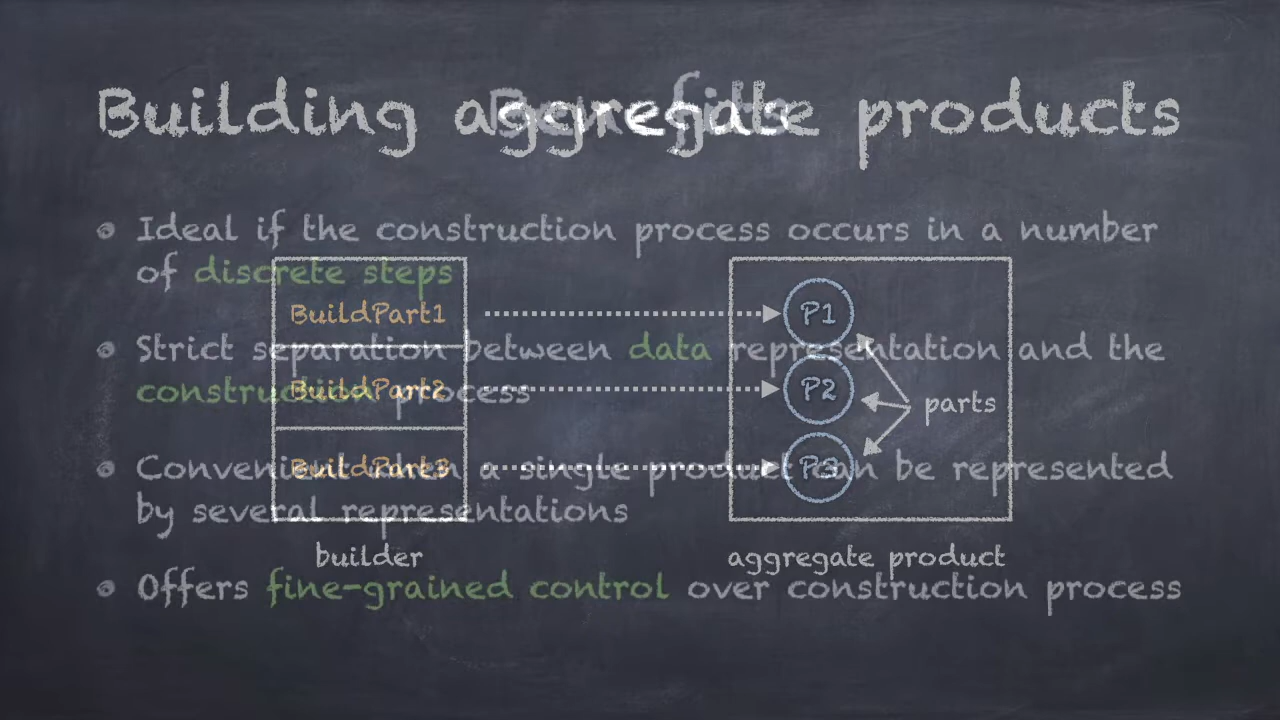 Building aggregate products
Benefits
Ideal if the construction process occurs in a number
of discrete steps
Strict separation between data representation and the
construction process
Convenient when a single product can be represented
by several representations
Offers fine-grained control over construction process
BuildPart1
BuildPart2
BuildPart3
builder
P1
P2
P3
parts
aggregate product